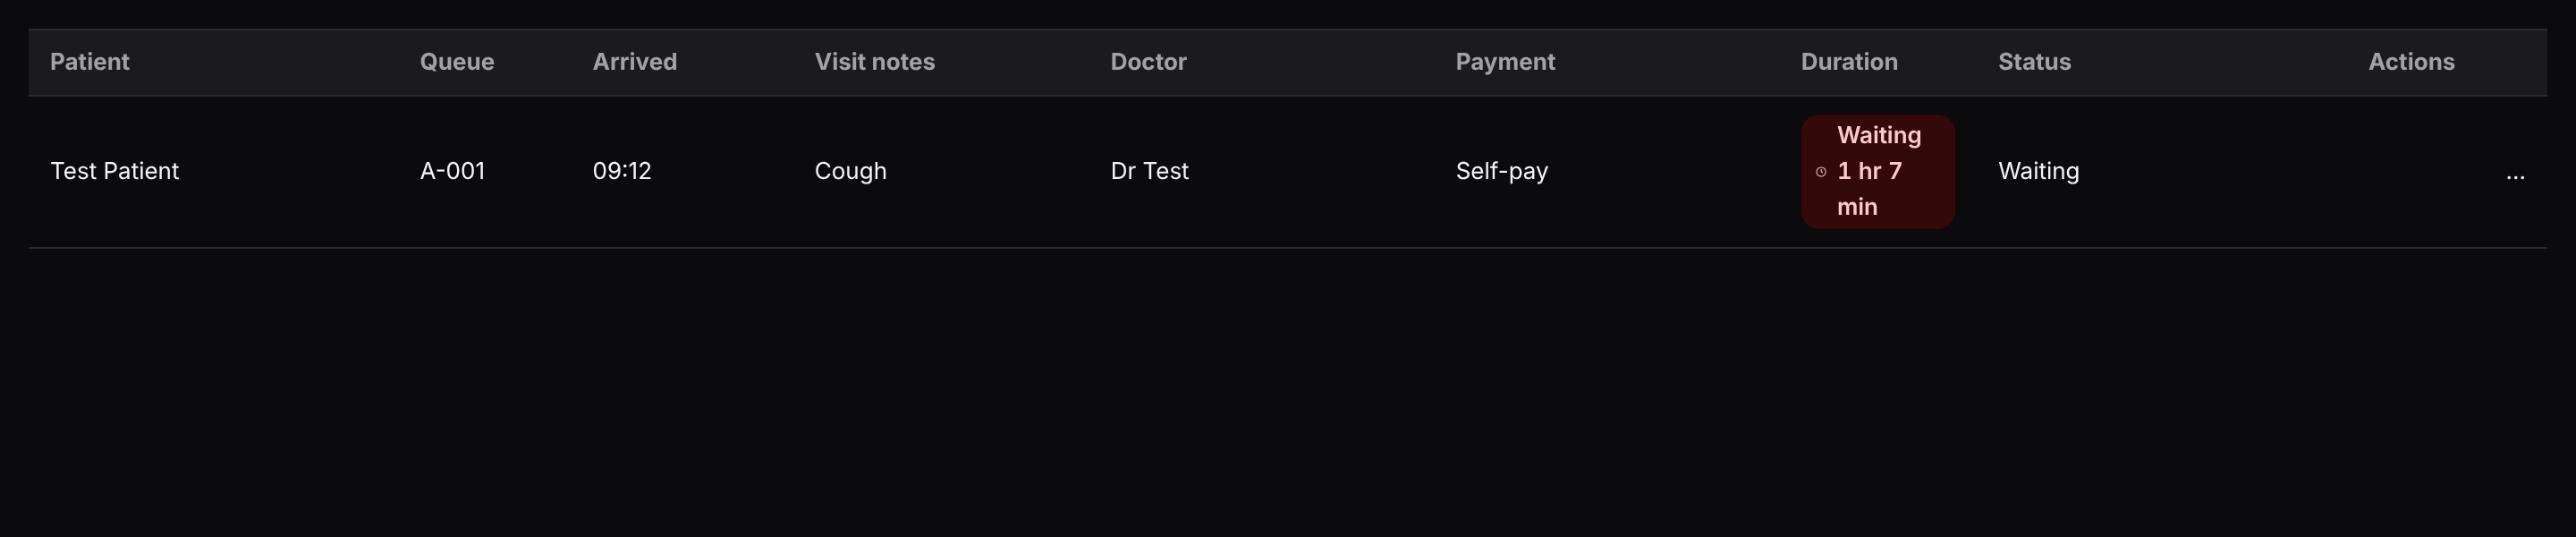 Patient Queue Arrived Visit notes Doctor Payment Duration Status Actions
Test Patient A-001 09:12 Cough Dr Test Self-pay Waiting
1 hr 7
min Waiting ...